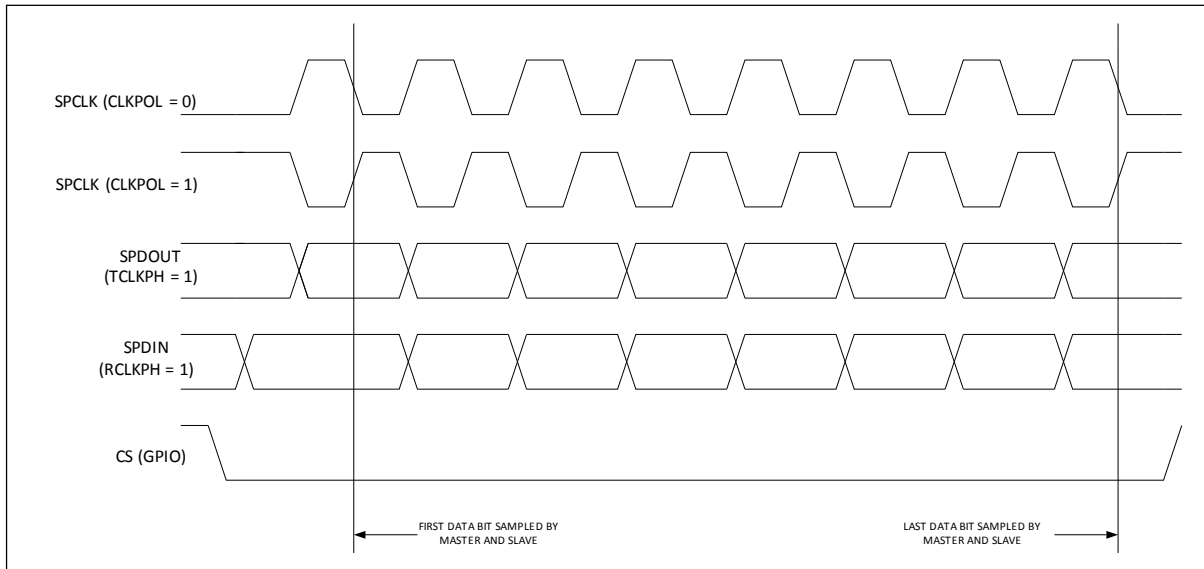 SPCLK (CLKPOL = 0)
SPCLK (CLKPOL = 1)
SPDOUT
(TCLKPH = 1)
SPDIN
(RCLKPH = 1)
CS (GPIO)
FIRST DATA BIT SAMPLED BY
MASTER AND SLAVE
LAST DATA BIT SAMPLED BY
MASTER AND SLAVE